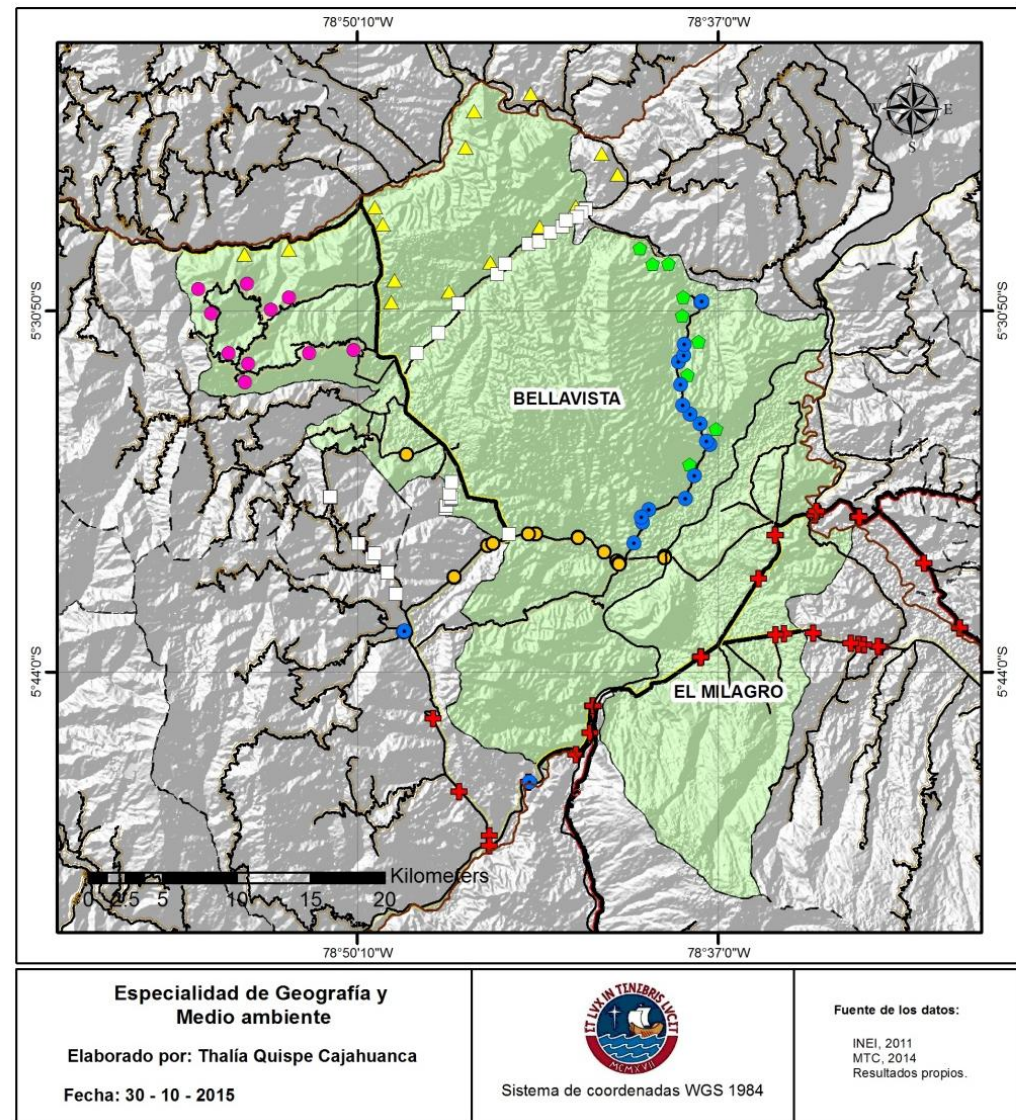 78°50'10"W
78°37'0"W
N
E
S
5°30'50"S
5°30'50"S
BELLAVISTA
5°44'0"S
5°44'0"S
EL MILAGRO
Kilometers
0 2.5 5 10 15 20
78°50'10"W
78°37'0"W
Especialidad de Geografía y
Medio ambiente
Elaborado por: Thalía Quispe Cajahuanca
Fecha: 30 - 10 - 2015
ET LVX IN TENEBRIS LVCET
MCMXVII
Sistema de coordenadas WGS 1984
Fuente de los datos:
INEI, 2011
MTC, 2014
Resultados propios.